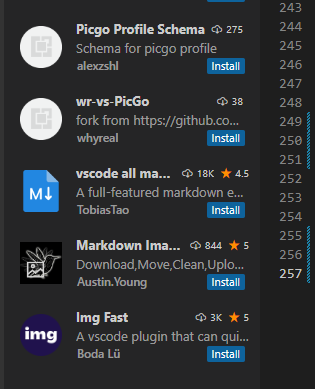 Picgo Profile Schema 275
Schema for picgo profile
alexzshl Install
wr-vs-PicGo 38
fork from https://github.co...
whyreal Install
vscode all ma... 18K ★ 4.5
A full-featured markdown e...
TobiasTao Install
Markdown Ima... 844 ★ 5
Download,Move,Clean,Uplo...
Austin.Young Install
img
Img Fast 3K ★ 5
A vscode plugin that can qui...
Boda Lü Install
243
244
245
246
247
248
249
250
251
252
253
254
255
256
257